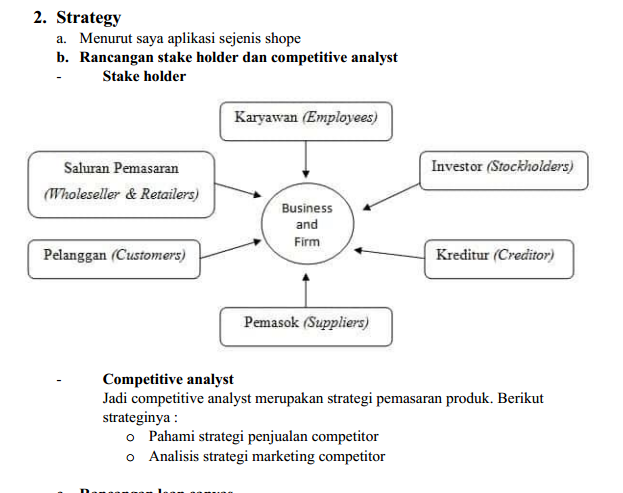 2. Strategy
a. Menurut saya aplikasi sejenis shope
b. Rancangan stake holder dan competitive analyst
- Stake holder
Karyawan (Employees)
Saluran Pemasaran
(Wholeseller & Retailers)
Investor (Stockholders)
Business
and
Firm
Pelanggan (Customers)
Kreditur (Creditor)
Pemasok (Suppliers)
- Competitive analyst
Jadi competitive analyst merupakan strategi pemasaran produk. Berikut
strateginya :
o Pahami strategi penjualan competitor
o Analisis strategi marketing competitor